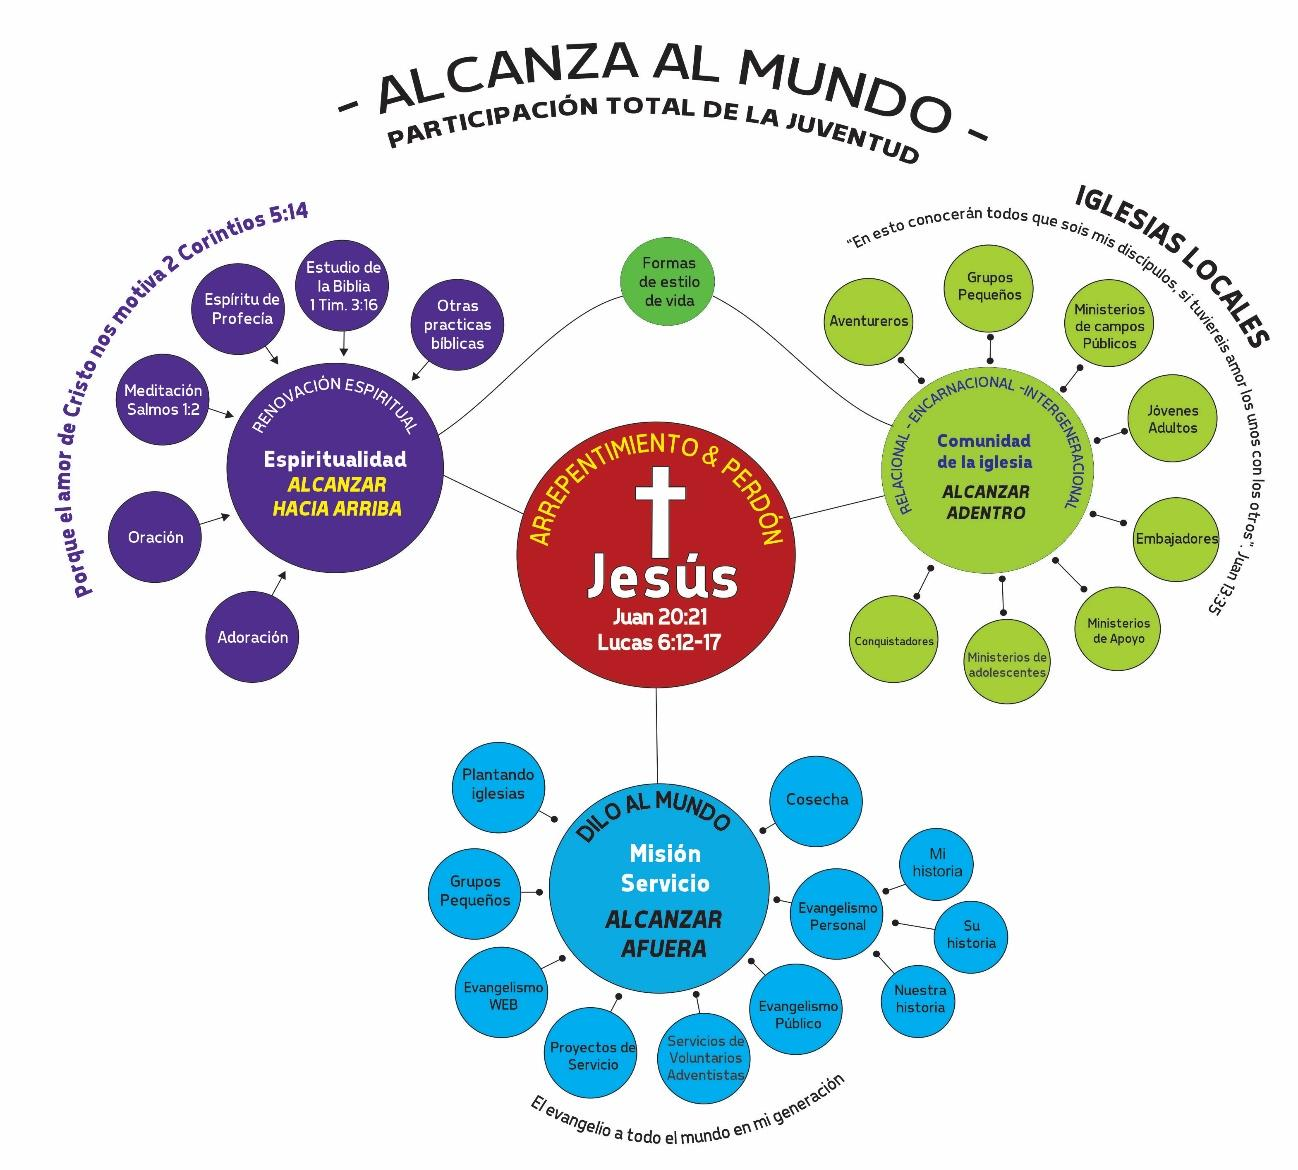 - ALCANZA AL MUNDO -
PARTICIPACIÓN TOTAL DE LA JUVENTUD
Porque el amor de Cristo nos motiva 2 Corintios 5:14
Espíritu de
Profecía
Estudio de
la Biblia
1 Tim. 3:16
Otras
practicas
bíblicas
Meditación
Salmos 1:2
Oración
Adoración
RENOVACIÓN ESPIRITUAL
Espiritualidad
ALCANZAR
HACIA ARRIBA
Formas
de estilo
de vida
IGLESIAS LOCALES
"En esto conocerán todos que sois mis discípulos, si tuviereis amor los unos con los otros". Juan 13:35
Aventureros
Grupos
Pequeños
Ministerios
de campos
Públicos
Jóvenes
Adultos
Embajadores
Ministerios
de Apoyo
Ministerios de
adolescentes
Conquistadores
RELACIONAL - ENCARNACIONAL -INTERGENERACIONAL
Comunidad
de la iglesia
ALCANZAR
ADENTRO
ARREPENTIMIENTO & PERDÓN
Jesús
Juan 20:21
Lucas 6:12-17
DILO AL MUNDO
Misión
Servicio
ALCANZAR
AFUERA
Plantando
iglesias
Grupos
Pequeños
Evangelismo
WEB
Proyectos de
Servicio
Servicios de
Voluntarios
Adventistas
Evangelismo
Público
Evangelismo
Personal
Cosecha
Mi
historia
Su
historia
Nuestra
historia
El evangelio a todo el mundo en mi generación